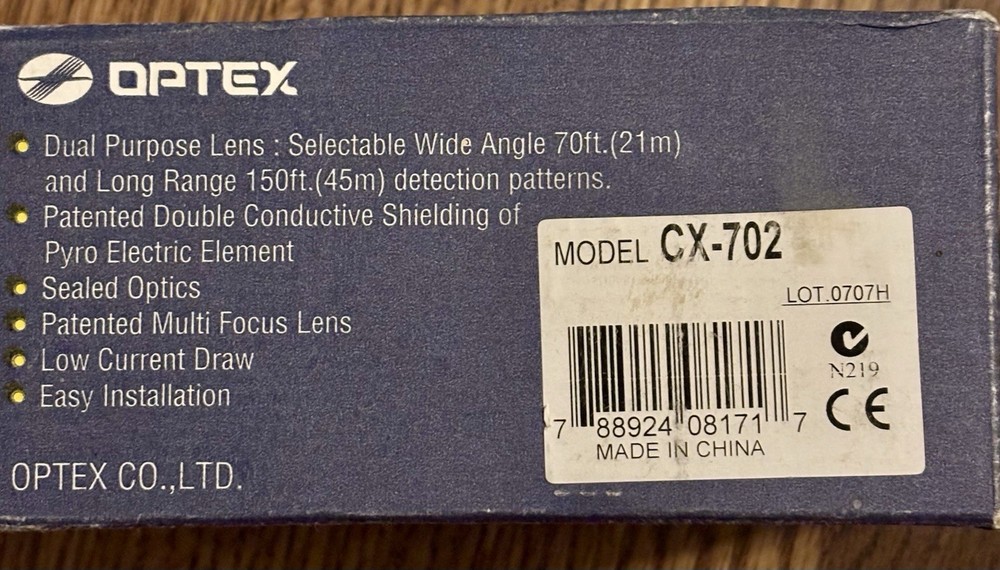 OPTEX
Dual Purpose Lens : Selectable Wide Angle 70ft.(21m)
and Long Range 150ft.(45m) detection patterns.
Patented Double Conductive Shielding of
Pyro Electric Element
Sealed Optics
Patented Multi Focus Lens
Low Current Draw
Easy Installation
OPTEX CO.,LTD.
MODEL CX-702
LOT.0707H
N219
CE
7 88924 08171 7
MADE IN CHINA